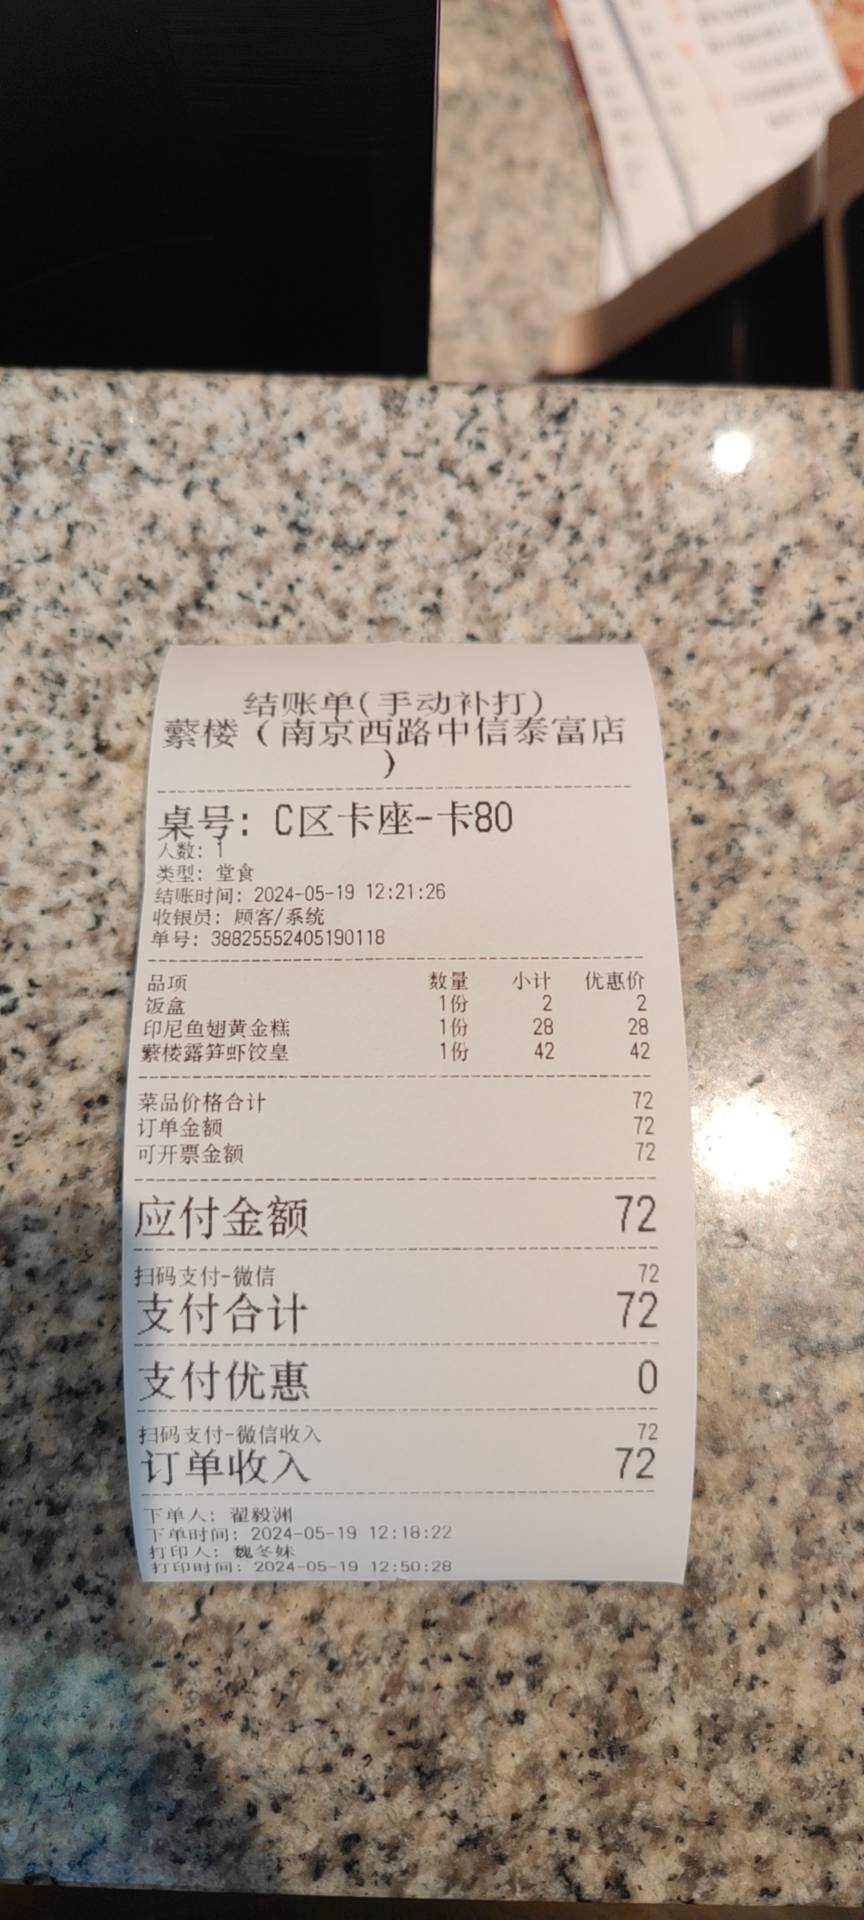 结账单(手动补打)
蘩楼（南京西路中信泰富店
）
桌号: C区卡座-卡80
人数: 1
类型: 堂食
结账时间: 2024-05-19 12:21:26
收银员: 顾客/系统
单号: 38825552405190118
品项 数量 小计 优惠价
饭盒 1份 2 2
印尼鱼翅黄金糕 1份 28 28
蘩楼露笋虾饺皇 1份 42 42
菜品价格合计 72
订单金额 72
可开票金额 72
应付金额 72
扫码支付-微信 72
支付合计 72
支付优惠 0
扫码支付-微信收入 72
订单收入 72
下单人: 翟毅渊
下单时间: 2024-05-19 12:18:22
打印人: 魏冬妹
打印时间: 2024-05-19 12:50:28